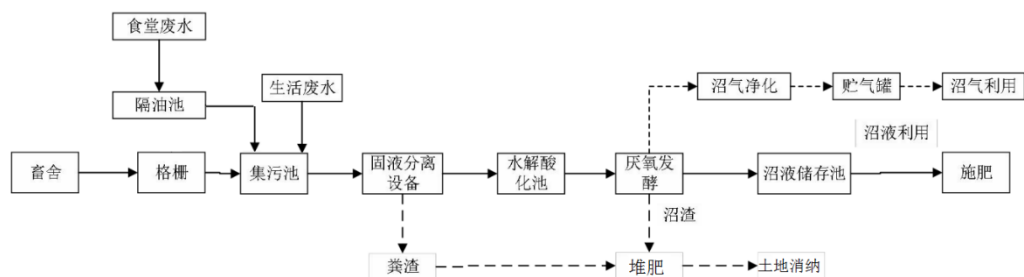 食堂废水
生活废水
沼气净化
贮气罐
沼气利用
隔油池
沼液利用
畜舍
格栅
集污池
固液分离
设备
水解酸
化池
厌氧发
酵
沼液储存池
施肥
沼渣
粪渣
堆肥
土地消纳